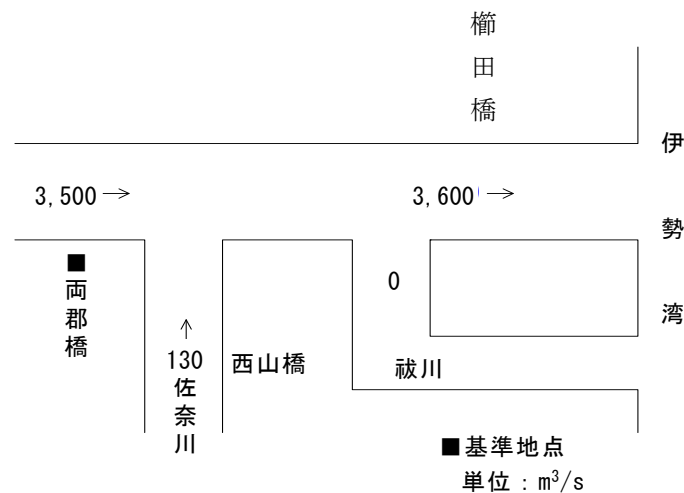 櫛田橋
伊勢湾
3,500→
3,600→
■
両郡橋
0
↑
130
佐奈川
西山橋
祓川
■基準地点
単位：m³/s